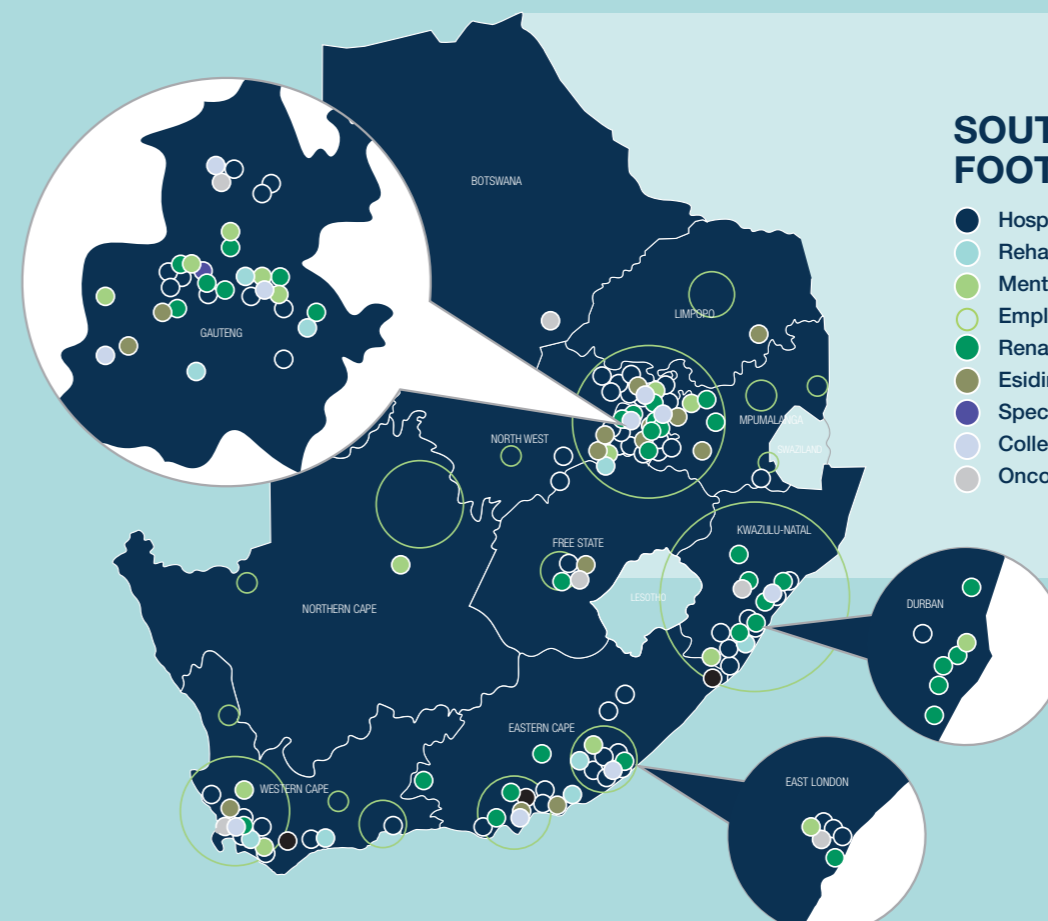 SOUT
FOOT
Hosp
Reha
Ment
Empl
Rena
Esidi
Spec
Colle
Onco
BOTSWANA
LIMPOPO
GAUTENG
MPUMALANGA
NORTH WEST
SWAZILAND
KWAZULU-NATAL
FREE STATE
LESOTHO
DURBAN
NORTHERN CAPE
EASTERN CAPE
WESTERN CAPE
EAST LONDON